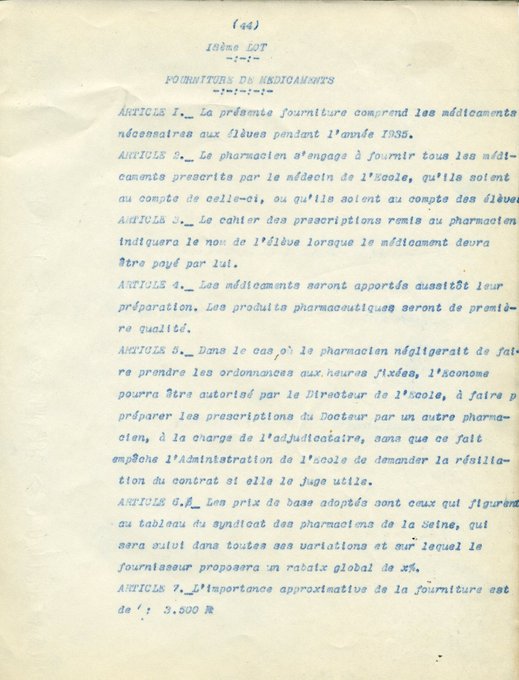 (44)
I8ème LOT
-:-:-
FOURNITURE DE MEDICAMENTS
-:-:-:-:-
ARTICLE I._ La présente fourniture comprend les médicaments
nécessaires aux élèves pendant l'année I935.
ARTICLE 2._ Le pharmacien s'engage à fournir tous les médi-
caments prescrits par le médecin de l'Ecole, qu'ils soient
au compte de celle-ci, ou qu'ils soient au compte des élèves
ARTICLE 3._ Le cahier des prescriptions remis au pharmacien
indiquera le nom de l'élève lorsque le médicament devra
être payé par lui.
ARTICLE 4._ Les médicaments seront apportés aussitôt leur
préparation. Les produits pharmaceutiques seront de premiè-
re qualité.
ARTICLE 5._ Dans le cas où le pharmacien négligerait de fai-
re prendre les ordonnances aux heures fixées, l'Econome
pourra être autorisé par le Directeur de l'Ecole, à faire p
préparer les prescriptions du Docteur par un autre pharma-
cien, à la charge de l'adjudicataire, sans que ce fait
empêche l'Administration de l'Ecole de demander la résilia-
tion du contrat si elle le juge utile.
ARTICLE 6._ Les prix de base adoptés sont ceux qui figurent
au tableau du syndicat des pharmaciens de la Seine, qui
sera suivi dans toutes ses variations et sur lequel le
fournisseur proposera un rabaix global de x%.
ARTICLE 7._L'importance approximative de la fourniture est
de : 3.500 Fr